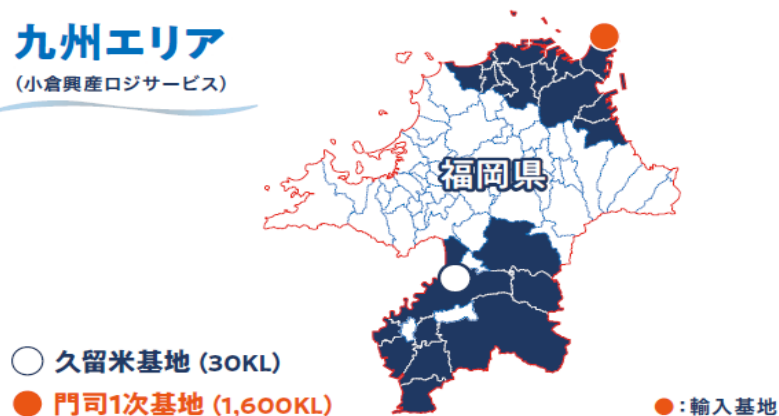 九州エリア
(小倉興産ロジサービス)
福岡県
久留米基地 (30KL)
門司1次基地 (1,600KL)
:輸入基地